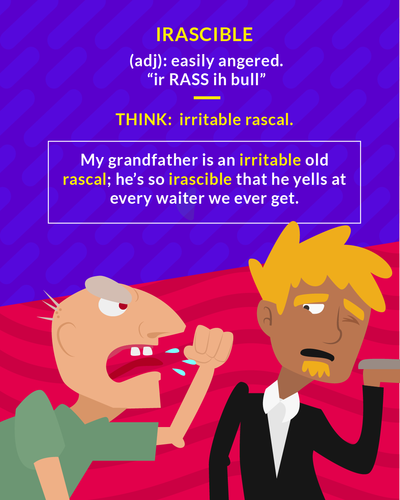 IRASCIBLE
(adj): easily angered.
“ir RASS ih bull”
THINK: irritable rascal.
My grandfather is an irritable old
rascal; he’s so irascible that he yells at
every waiter we ever get.